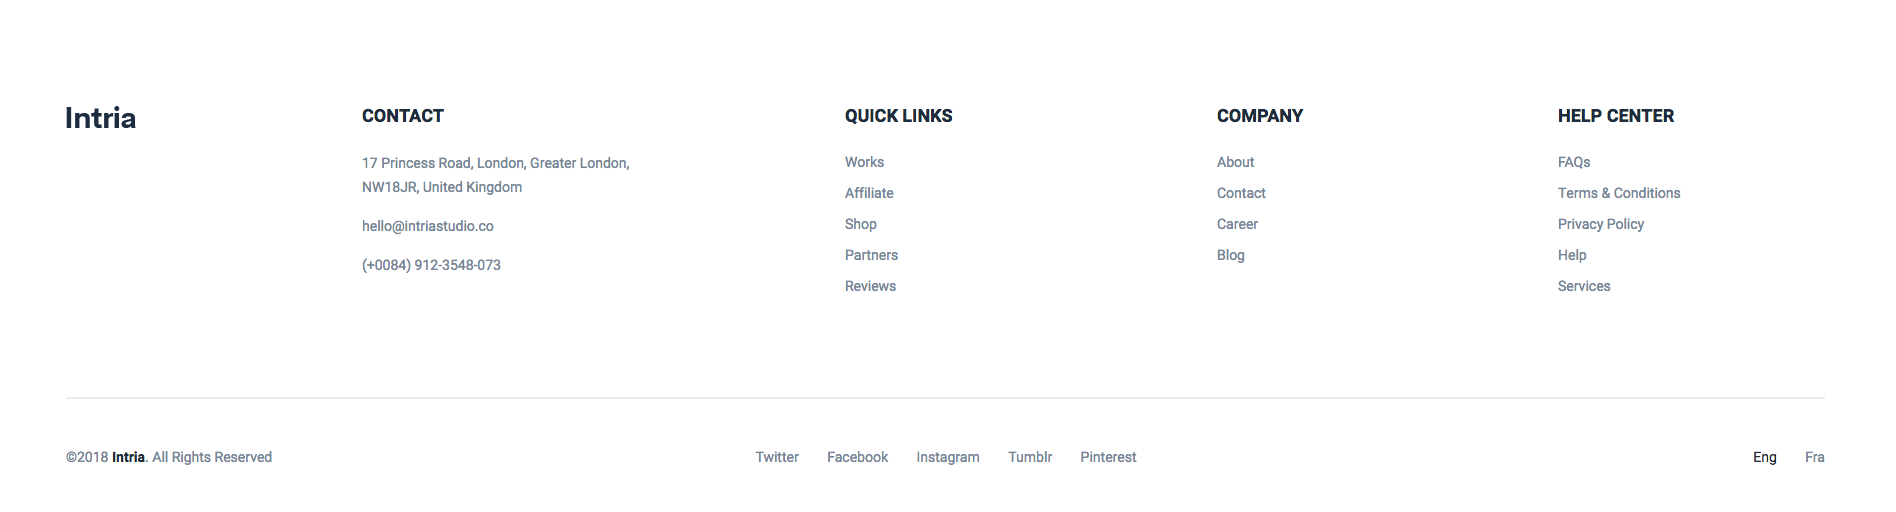 Intria
CONTACT
17 Princess Road, London, Greater London,
NW18JR, United Kingdom
hello@intriastudio.co
(+0084) 912-3548-073
QUICK LINKS
Works
Affiliate
Shop
Partners
Reviews
COMPANY
About
Contact
Career
Blog
HELP CENTER
FAQs
Terms & Conditions
Privacy Policy
Help
Services
©2018 Intria. All Rights Reserved
Twitter Facebook Instagram Tumblr Pinterest
Eng Fra